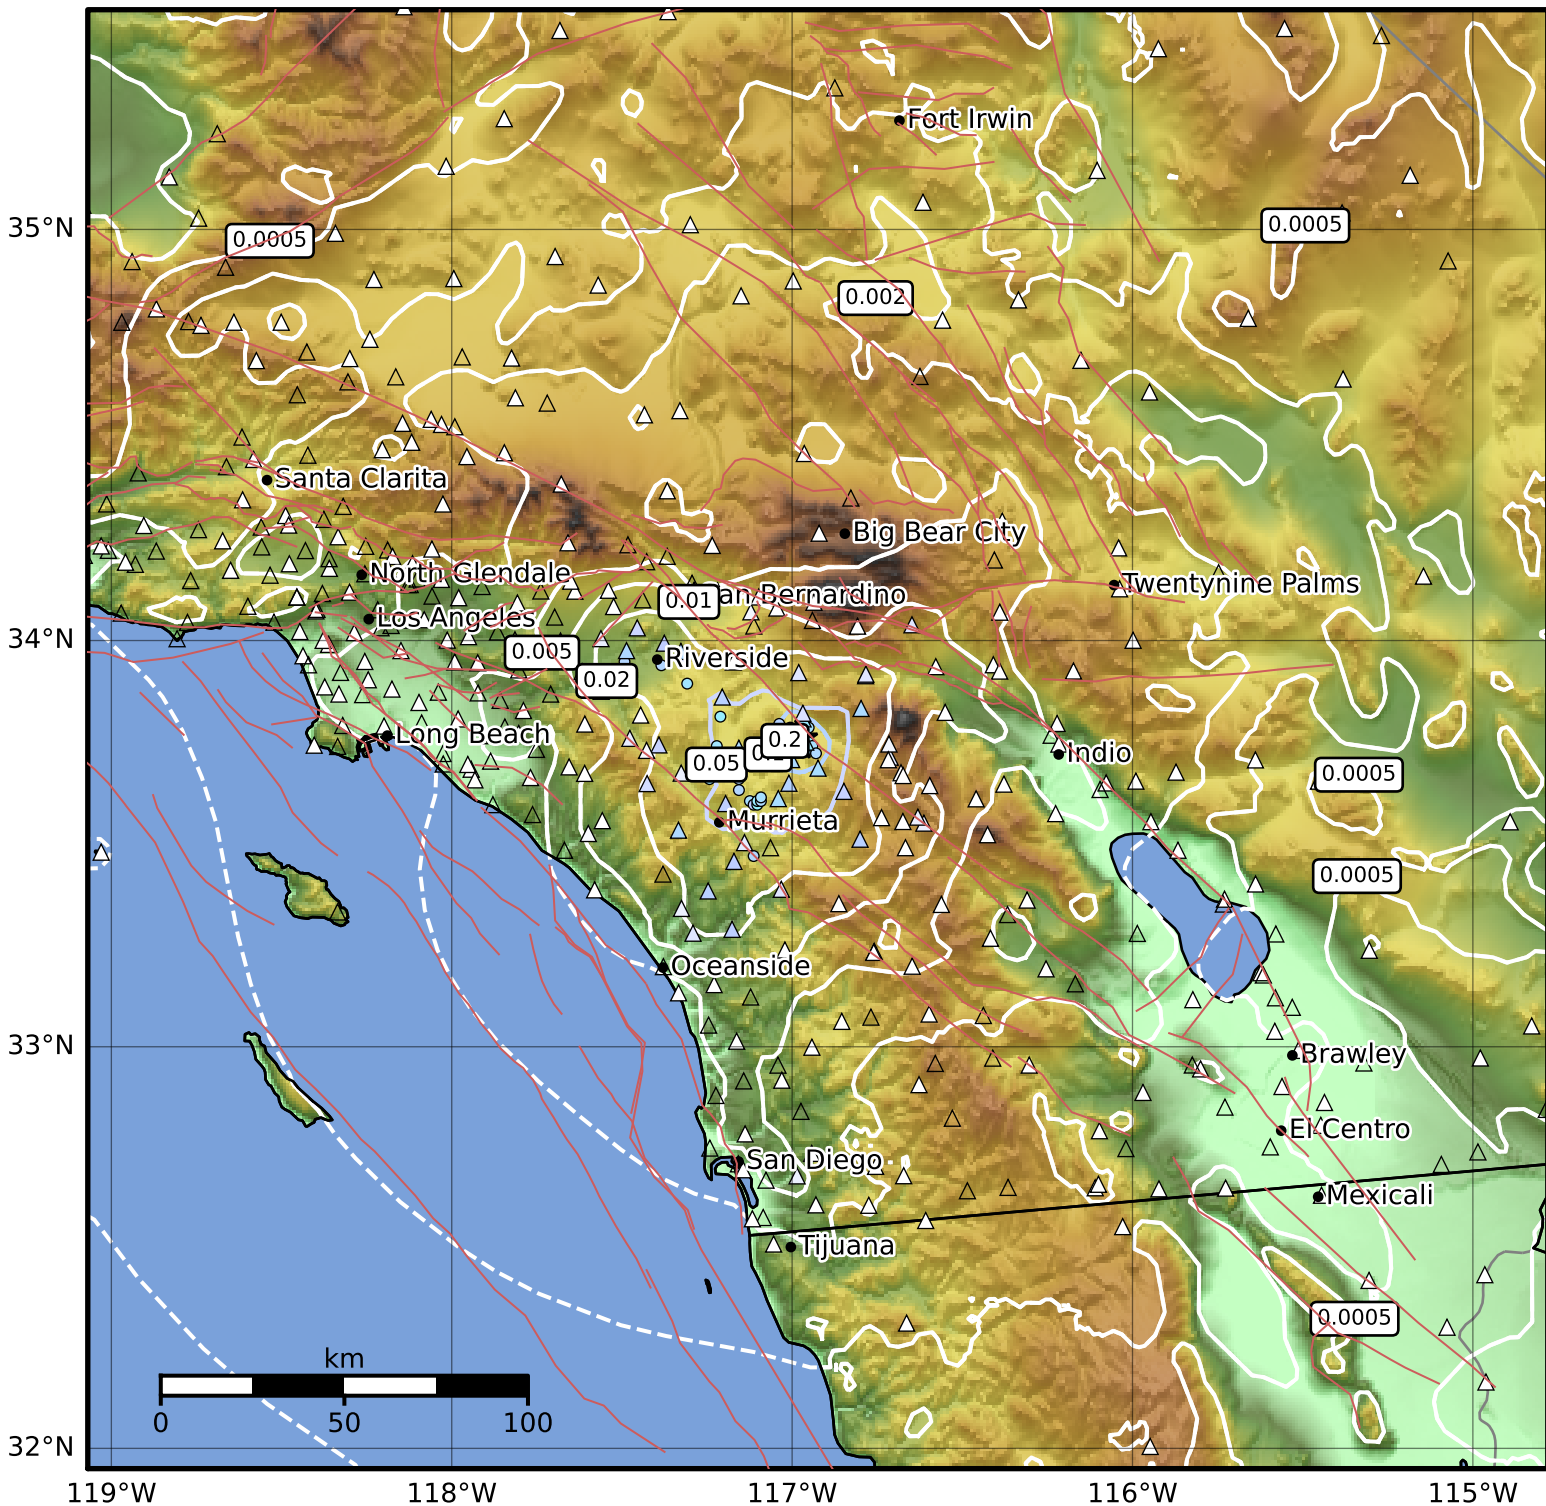 Fort Irwin
35°N
0.0005
0.0005
0.002
Santa Clarita
Big Bear City
North Glendale
Twentynine Palms
an Bernardino
0.01
34°N
Los Angeles
0.005
Riverside
0.02
Long Beach
0.2
0.05
Indio
0.0005
Murrieta
0.0005
Oceanside
33°N
Brawley
El Centro
San Diego
Mexicali
Tijuana
0.0005
km
0 50 100
32°N
119°W 118°W 117°W 116°W 115°W